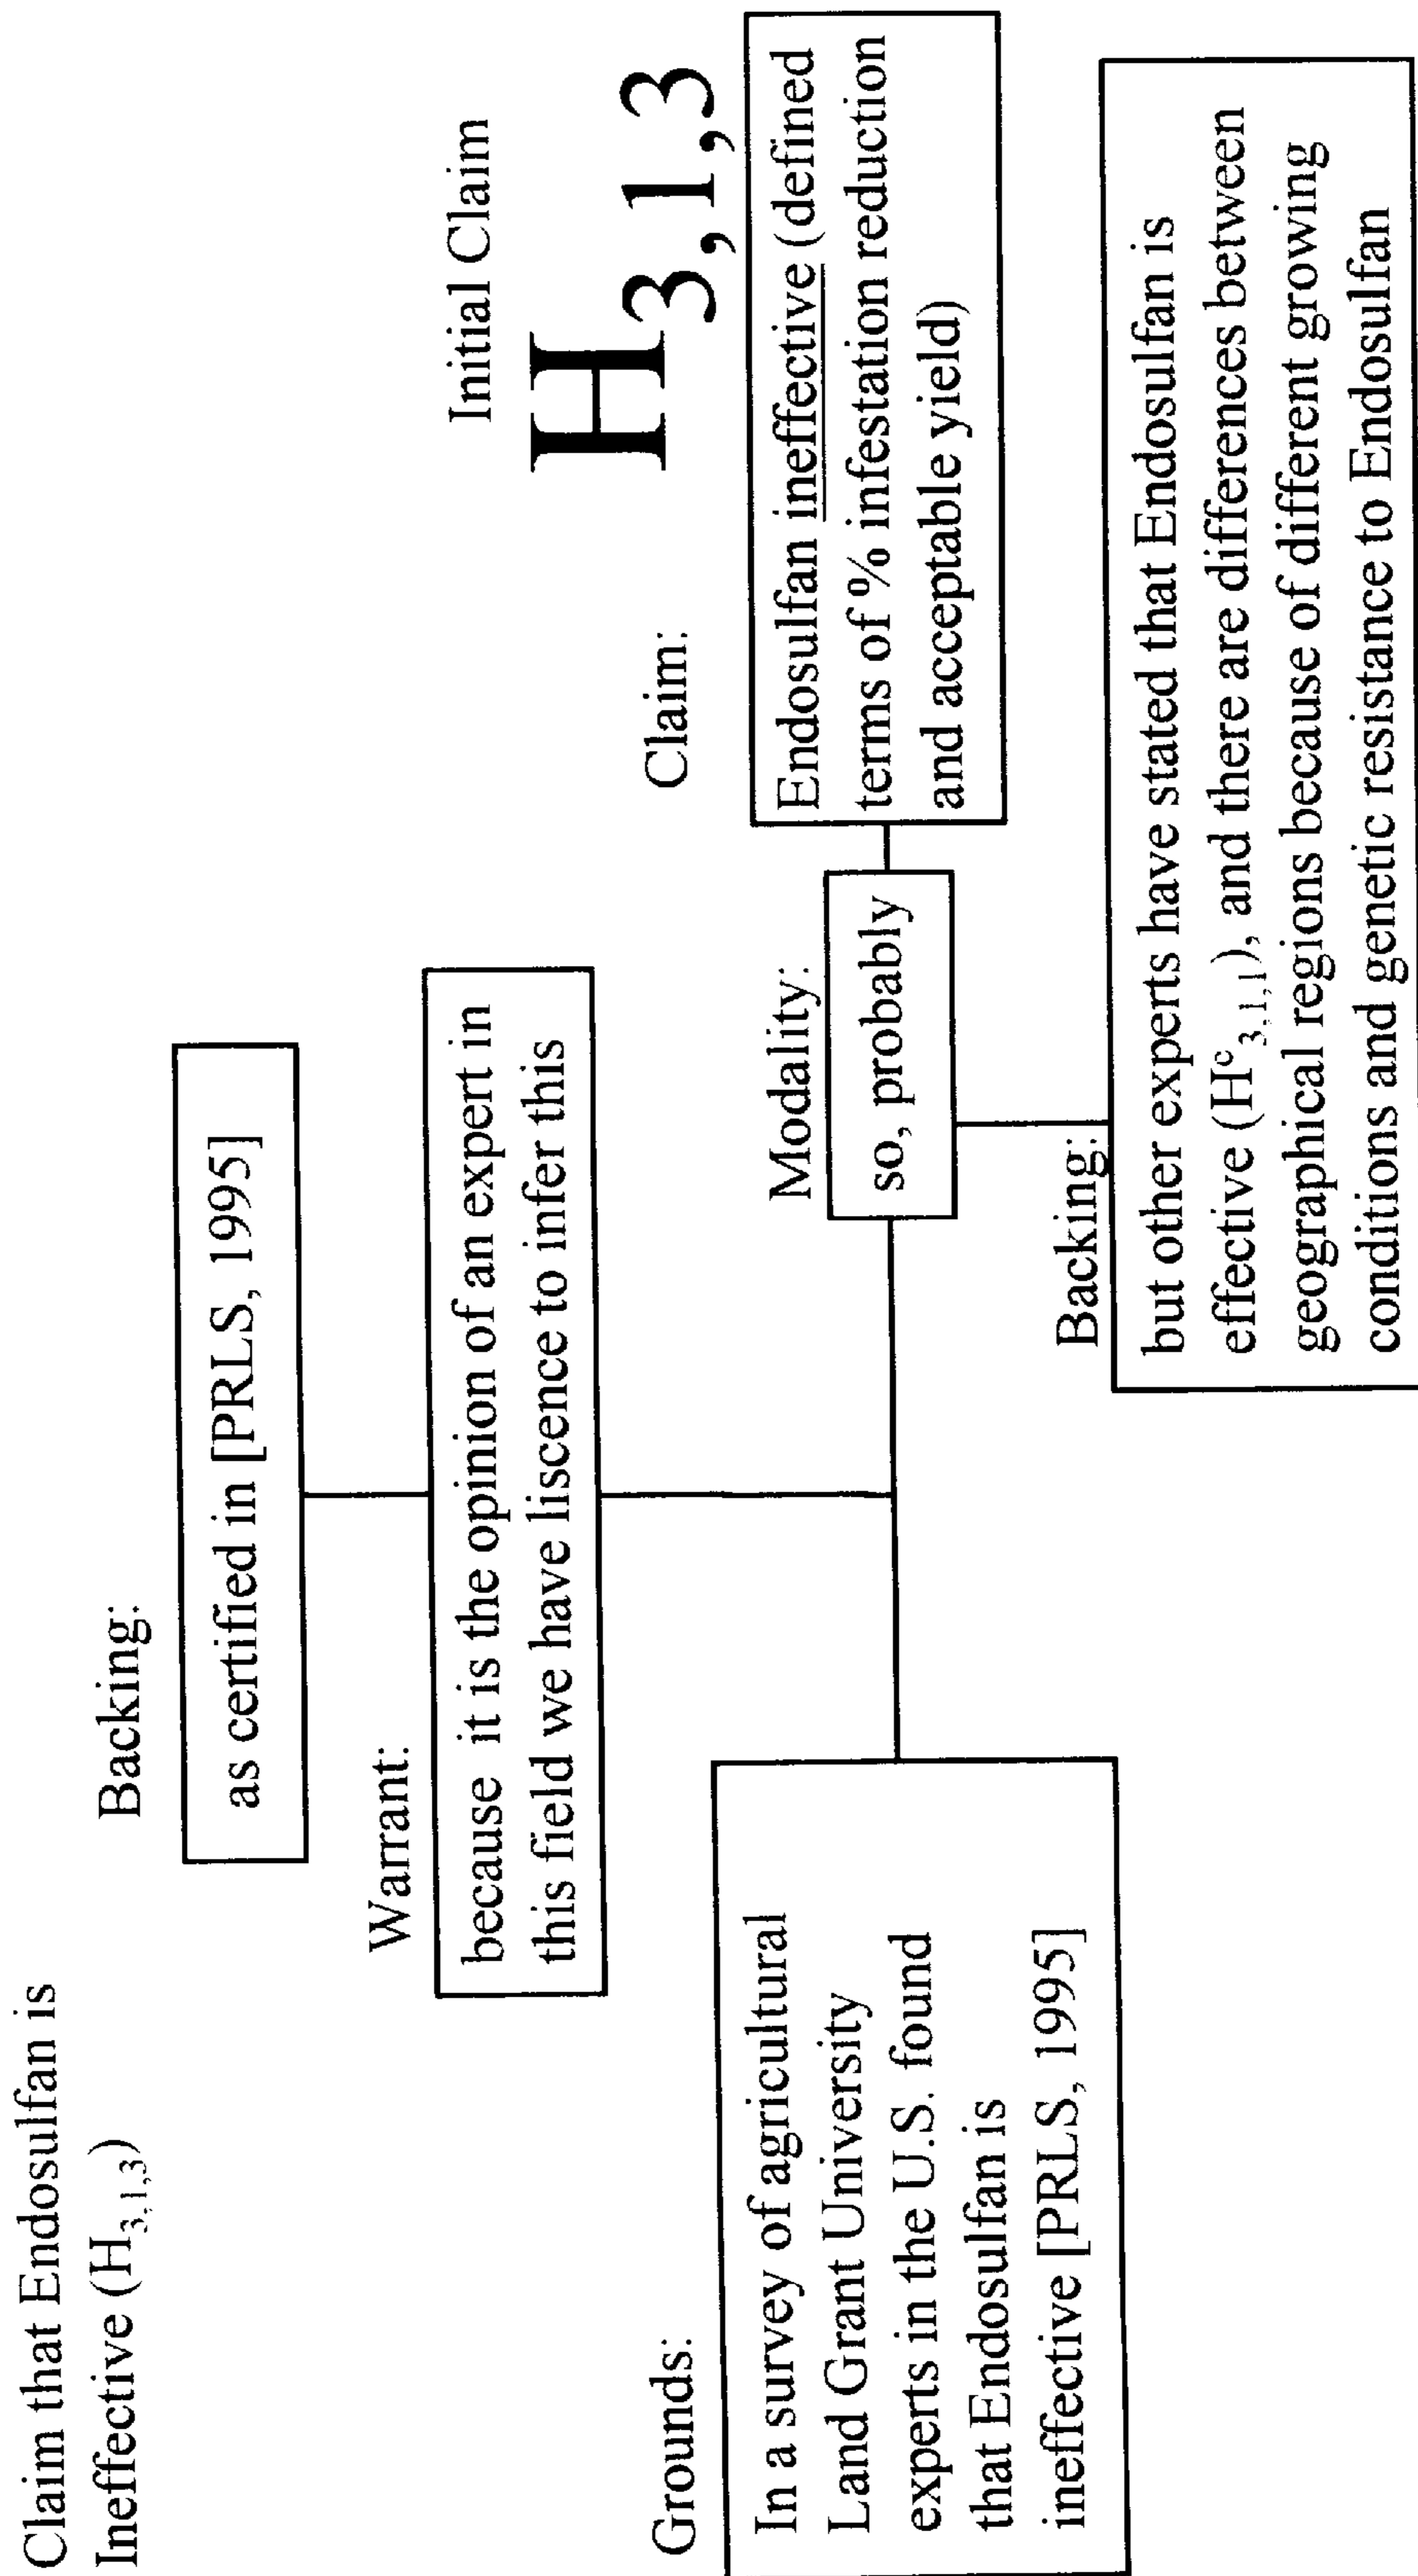 Claim that Endosulfan is
Ineffective (H3,1,3)
Backing:
as certified in [PRLS, 1995]
Warrant:
because it is the opinion of an expert in
this field we have liscence to infer this
Initial Claim
H3,1,3
Grounds:
In a survey of agricultural
Land Grant University
experts in the U.S. found
that Endosulfan is
ineffective [PRLS, 1995]
Modality:
so, probably
Claim:
Endosulfan ineffective (defined
terms of % infestation reduction
and acceptable yield)
Backing:
but other experts have stated that Endosulfan is
effective (Hc3,1,1), and there are differences between
geographical regions because of different growing
conditions and genetic resistance to Endosulfan